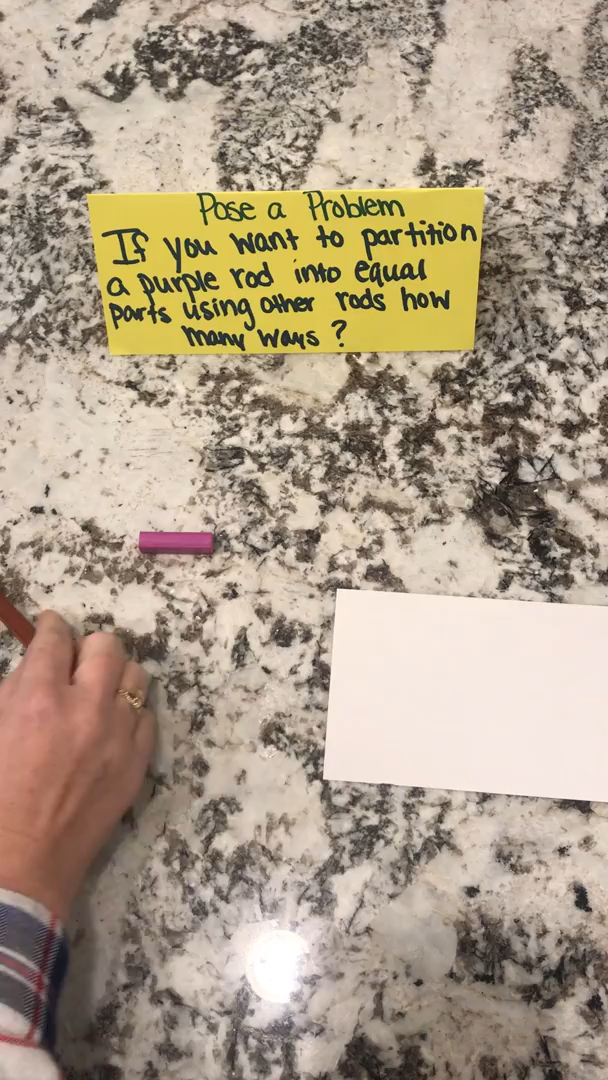 Pose a Problem
If you want to partition
a purple rod into equal
parts using other rods how
many ways?